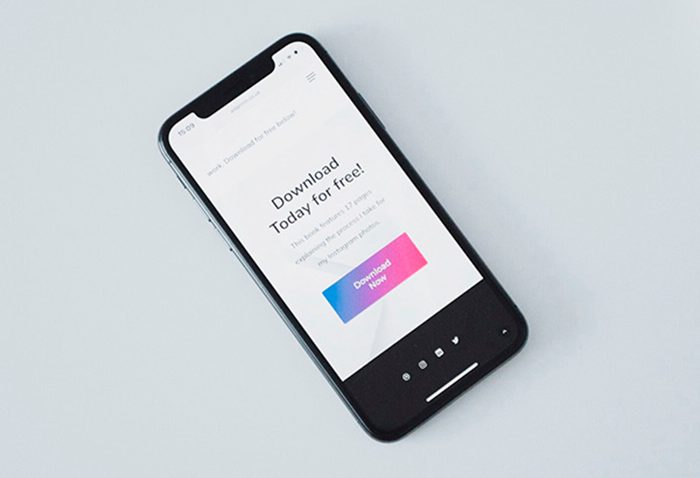 15:09
work. Download for free below!
Download
Today for free!
This book features 17 pages
explaining the process I take for
my Instagram photos.
Download
Now